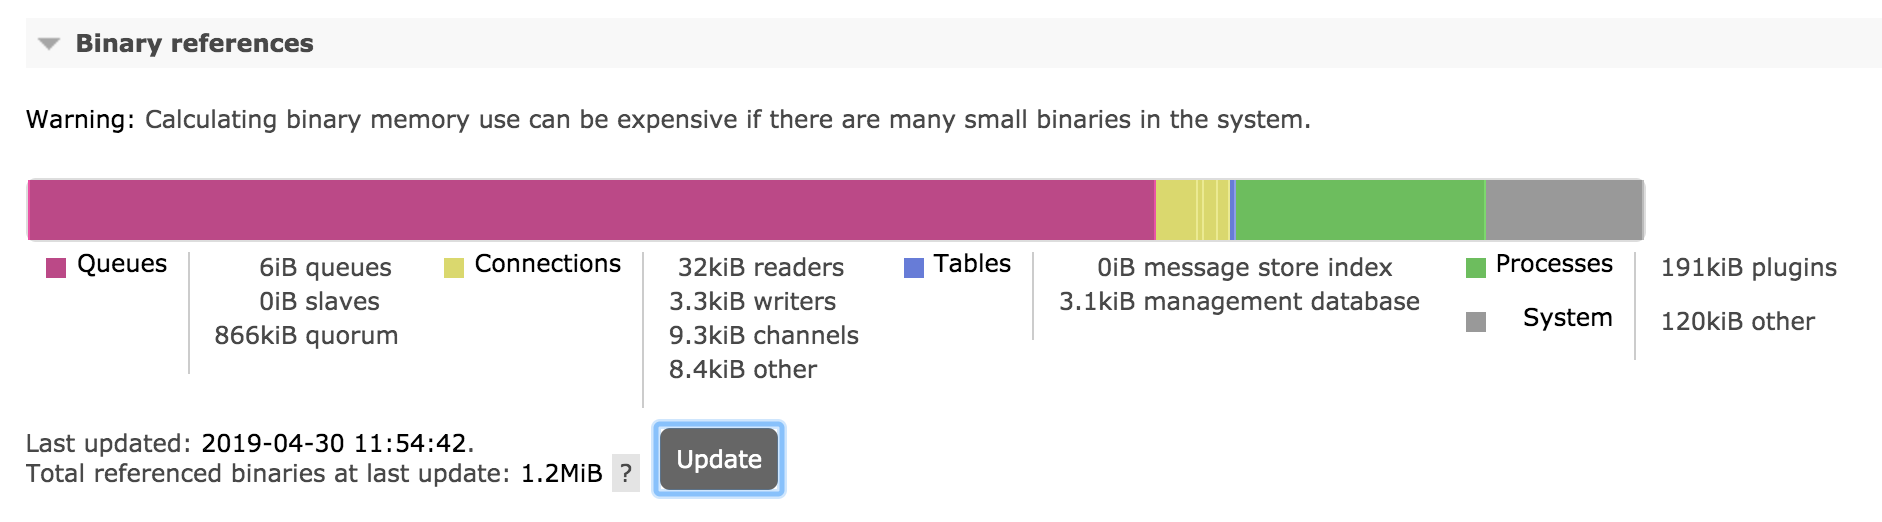 Binary references
Warning: Calculating binary memory use can be expensive if there are many small binaries in the system.
Queues
6iB queues
0iB slaves
866kiB quorum
Connections
32kiB readers
3.3kiB writers
9.3kiB channels
8.4kiB other
Tables
0iB message store index
3.1kiB management database
Processes
191kiB plugins
System
120kiB other
Last updated: 2019-04-30 11:54:42.
Total referenced binaries at last update: 1.2MiB ?
Update